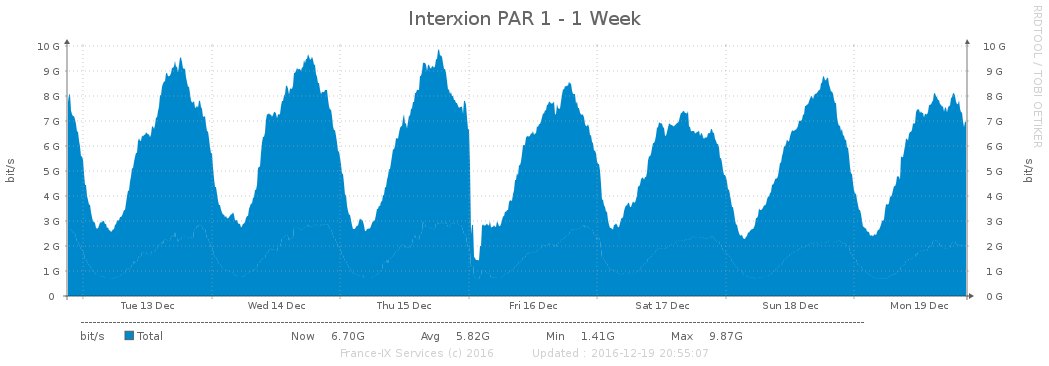 Interxion PAR 1 - 1 Week
RRDTOOL / TOBI OETIKER
bit/s
bit/s
10 G 10 G
9 G 9 G
8 G 8 G
7 G 7 G
6 G 6 G
5 G 5 G
4 G 4 G
3 G 3 G
2 G 2 G
1 G 1 G
0 0 G
Tue 13 Dec Wed 14 Dec Thu 15 Dec Fri 16 Dec Sat 17 Dec Sun 18 Dec Mon 19 Dec
bit/s Total Now 6.70G Avg 5.82G Min 1.41G Max 9.87G
France-IX Services (c) 2016 Updated : 2016-12-19 20:55:07